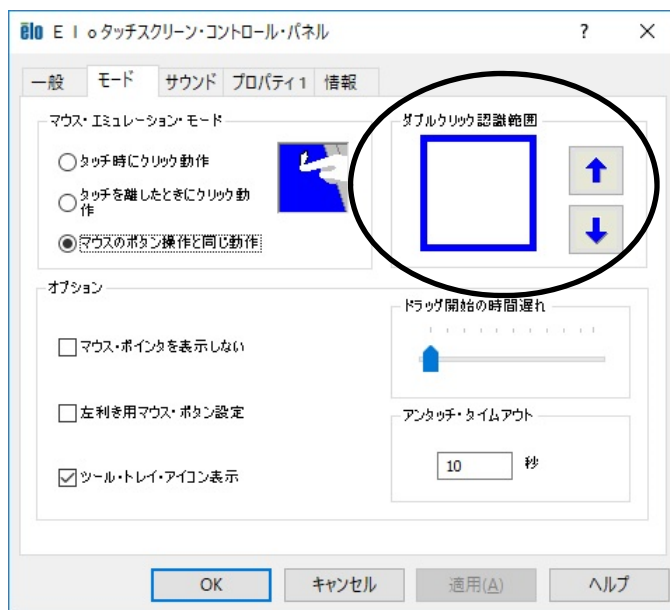 elo Ｅｌｏタッチスクリーン・コントロール・パネル
?
一般 モード サウンド プロパティ1 情報
マウス・エミュレーション・モード
タッチ時にクリック動作
タッチを離したときにクリック動
作
マウスのボタン操作と同じ動作
ダブルクリック認識範囲
オプション
マウス・ポインタを表示しない
左利き用マウス・ボタン設定
ツール・トレイ・アイコン表示
ドラッグ開始の時間遅れ
アンタッチ・タイムアウト
10 秒
OK キャンセル 適用(A) ヘルプ